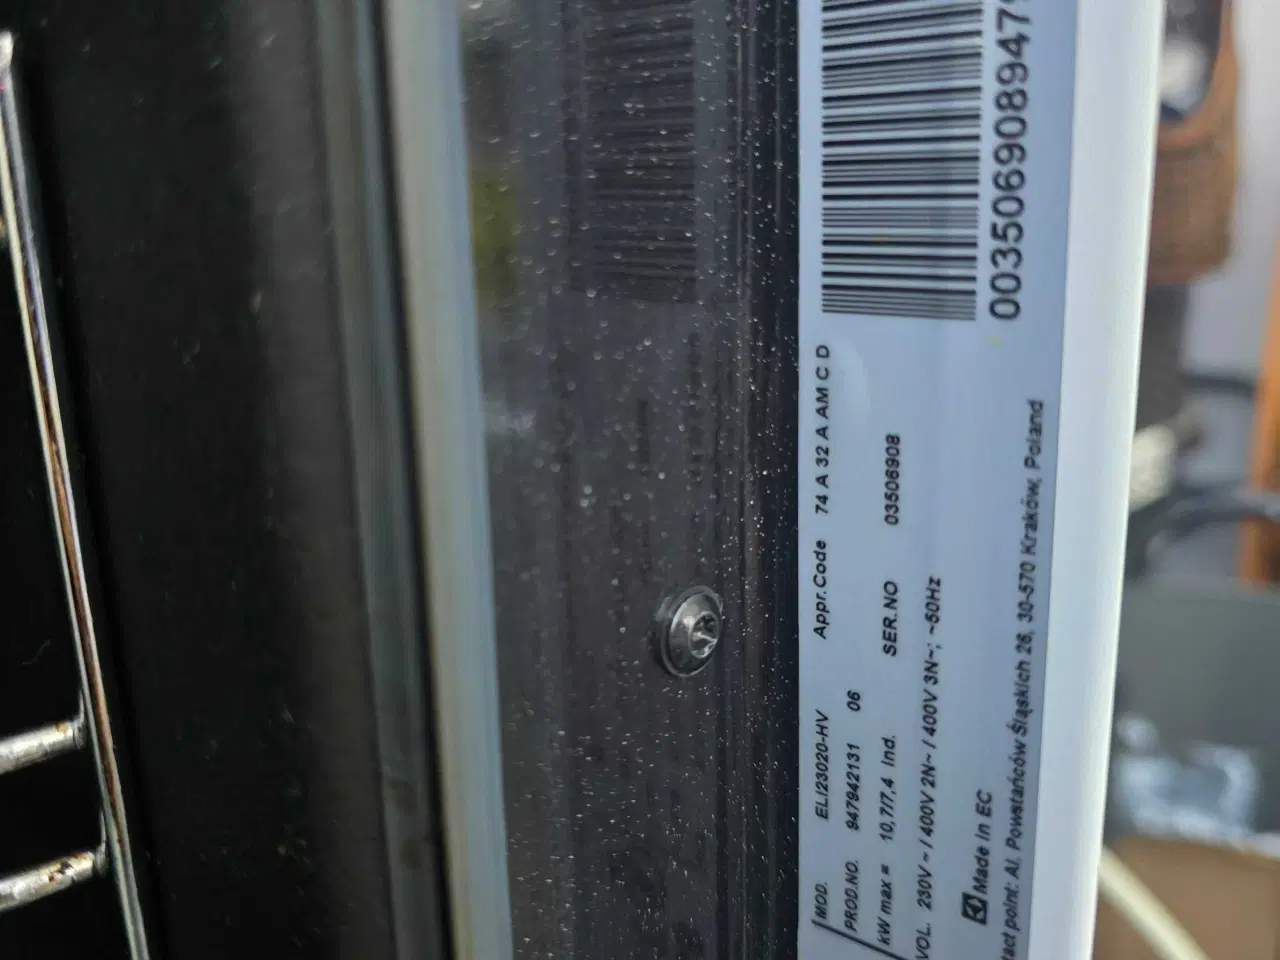 MOD. ELI23020-HV Appr.Code 74 A 32 A AM C D
PROD.NO. 947942131 06
kW max = 10,7/7,4 Ind. SER.NO 03506908
VOL. 230V ~ / 400V 2N~ / 400V 3N~; ~50Hz
Made in EC
tact point: Al. Powstańców Śląskich 26, 30-570 Kraków, Poland
0035069089479